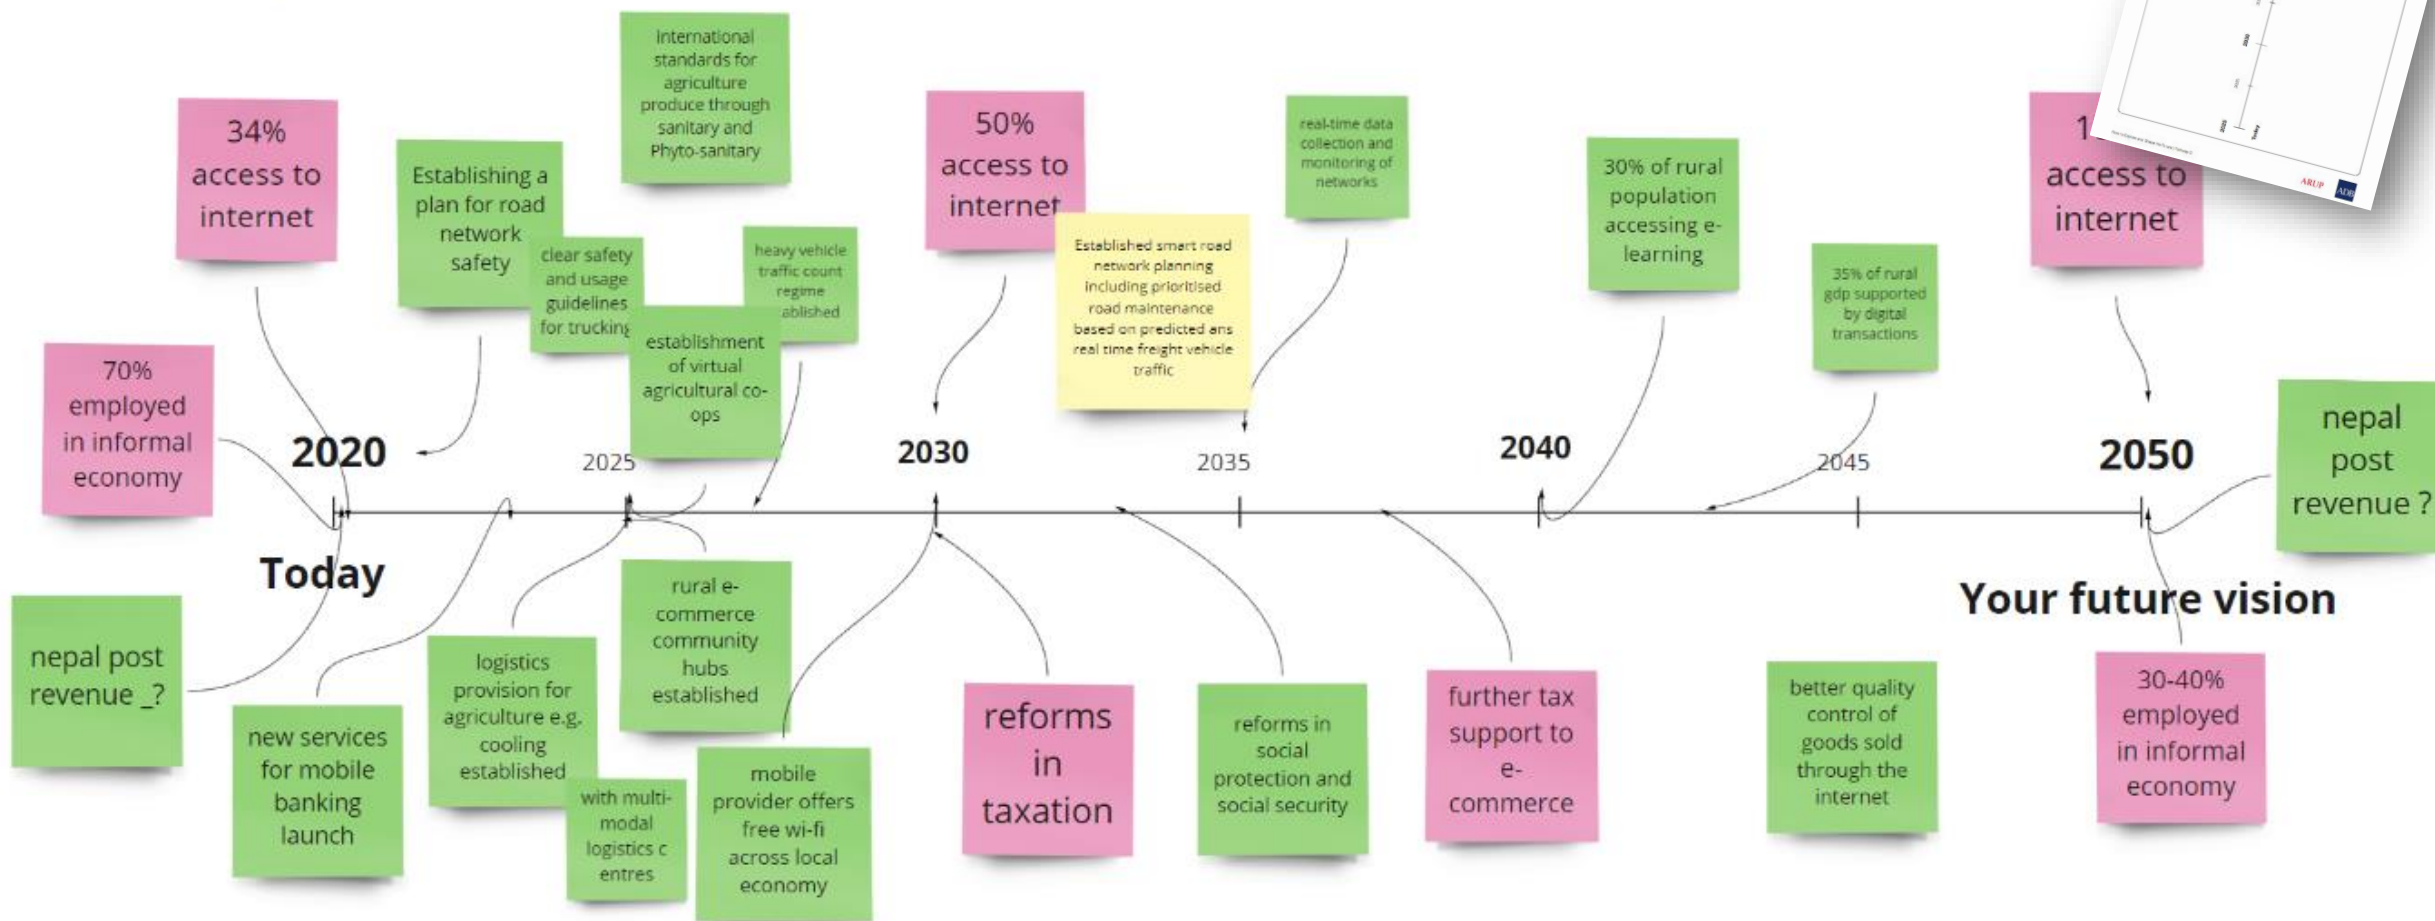 International
standards for
agriculture
produce through
sanitary and
Phyto-sanitary
34%
access to
internet
Establishing a
plan for road
network
safety
clear safety
and usage
guidelines
for trucking
heavy vehicle
traffic count
regime
establishment
of virtual
agricultural co-
ops
50%
access to
internet
Established smart road
network planning
including prioritised
road maintenance
based on predicted ans
real time freight vehicle
traffic
real-time data
collection and
monitoring of
networks
30% of rural
population
accessing e-
learning
35% of rural
gdp supported
by digital
transactions
access to
internet
ARUP
ADB
70%
employed
in informal
economy
nepal
post
revenue ?
2020
2025
2030
2035
2040
2045
2050
Today
Your future vision
nepal post
revenue _?
new services
for mobile
banking
launch
logistics
provision for
agriculture e.g.
cooling
established
rural e-
commerce
community
hubs
established
with multi-
modal
logistics c
entres
mobile
provider offers
free wi-fi
across local
economy
reforms
in
taxation
reforms in
social
protection and
social security
further tax
support to
e-
commerce
better quality
control of
goods sold
through the
internet
30-40%
employed
in informal
economy